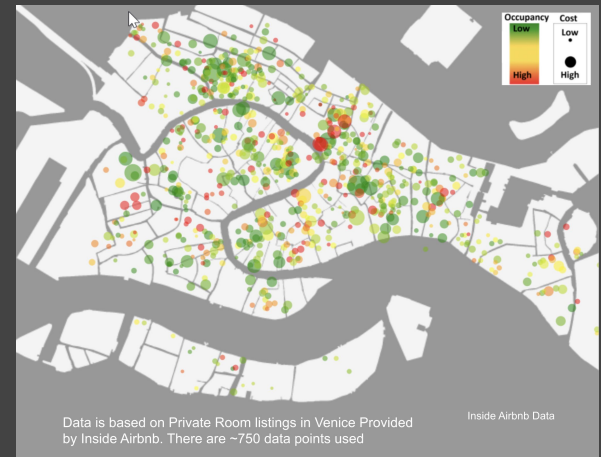 Occupancy Cost
Low
Low
High
High
Inside Airbnb Data
Data is based on Private Room listings in Venice Provided
by Inside Airbnb. There are ~750 data points used